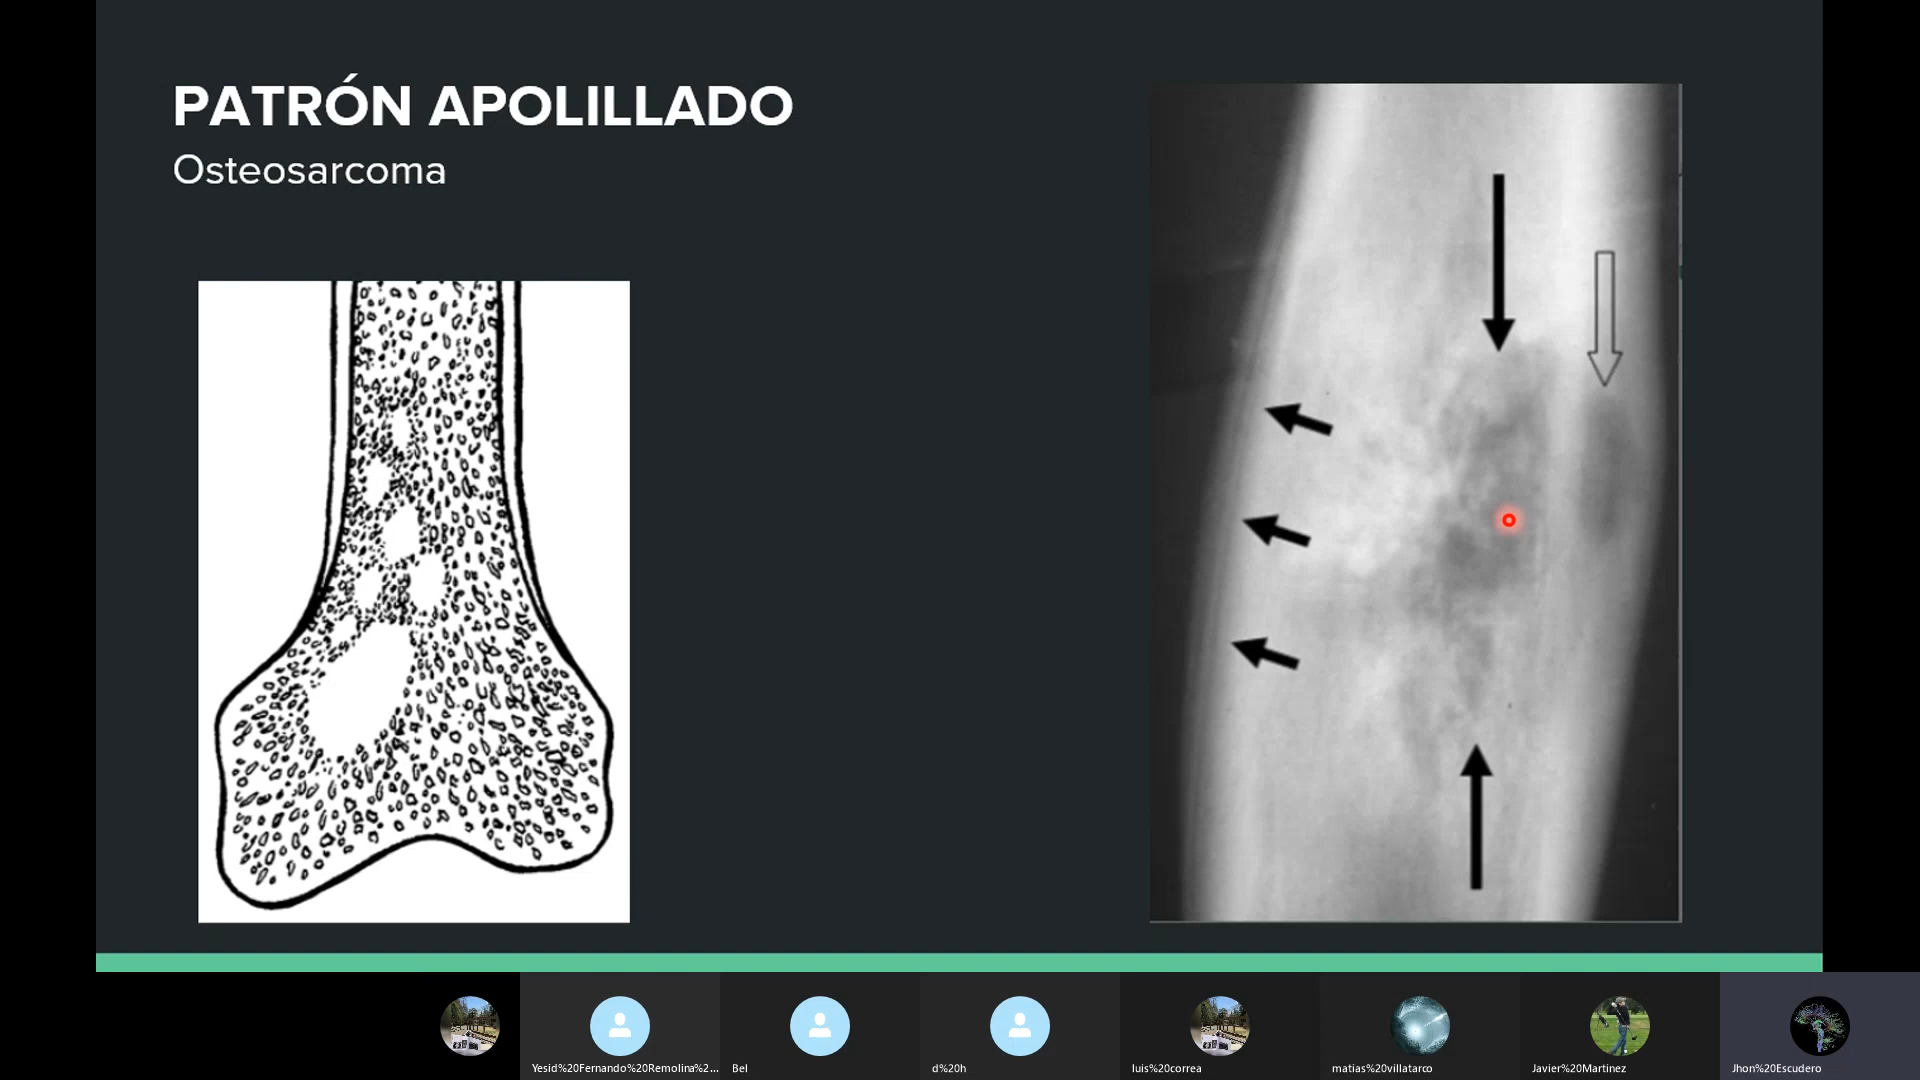 PATRÓN APOLILLADO
Osteosarcoma
Yesid%20Fernando%20Remolina%2...
Bel
d%20h
luis%20correa
matias%20villatarco
Javier%20Martinez
Jhon%20Escudero